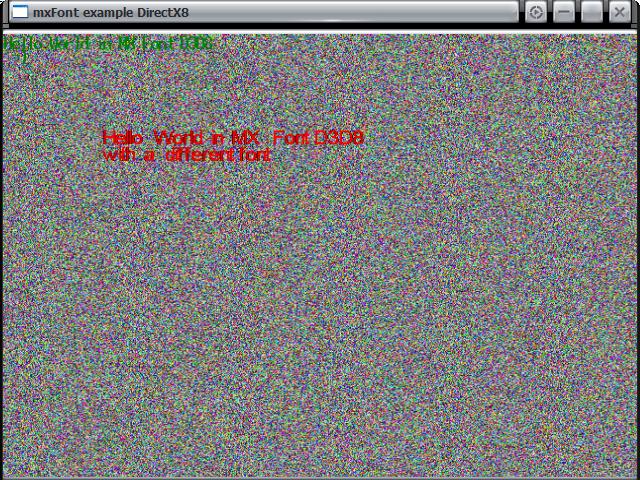 mxFont example DirectX8
Hello World in MX Font D3D8
Hello World in MX Font D3D8
with a different font